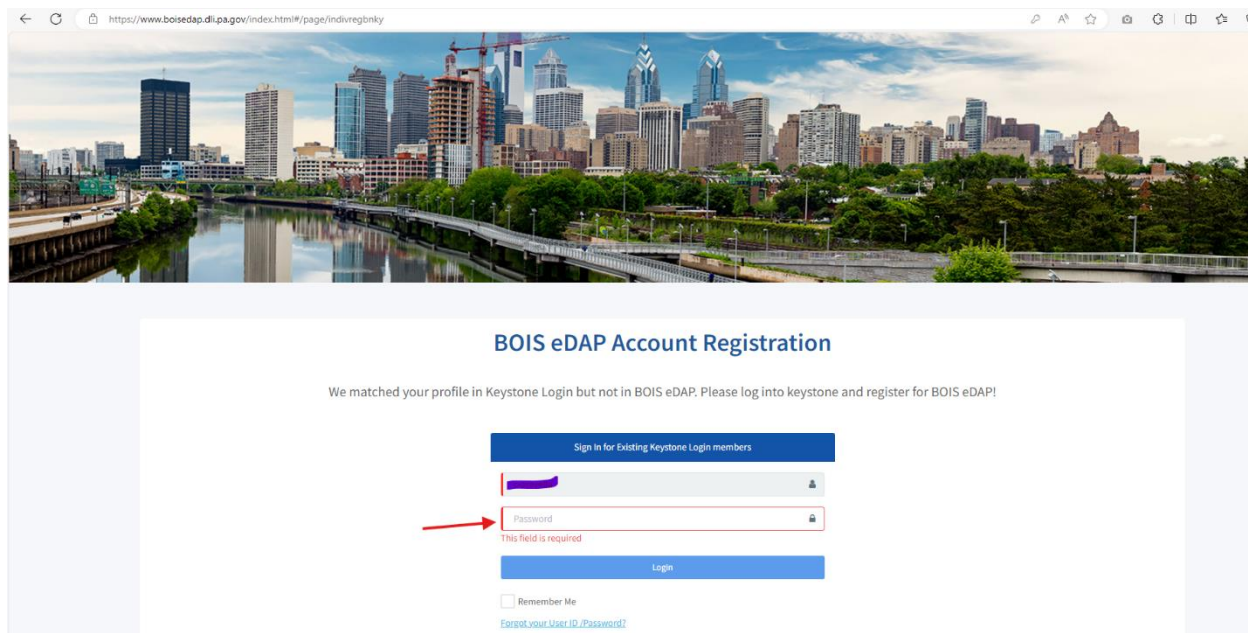 https://www.boisedap.dli.pa.gov/index.html#/page/indivregbnky
BOIS eDAP Account Registration
We matched your profile in Keystone Login but not in BOIS eDAP. Please log into keystone and register for BOIS eDAP!
Sign In for Existing Keystone Login members
Password
This field is required
Login
Remember Me
Forgot your User ID /Password?